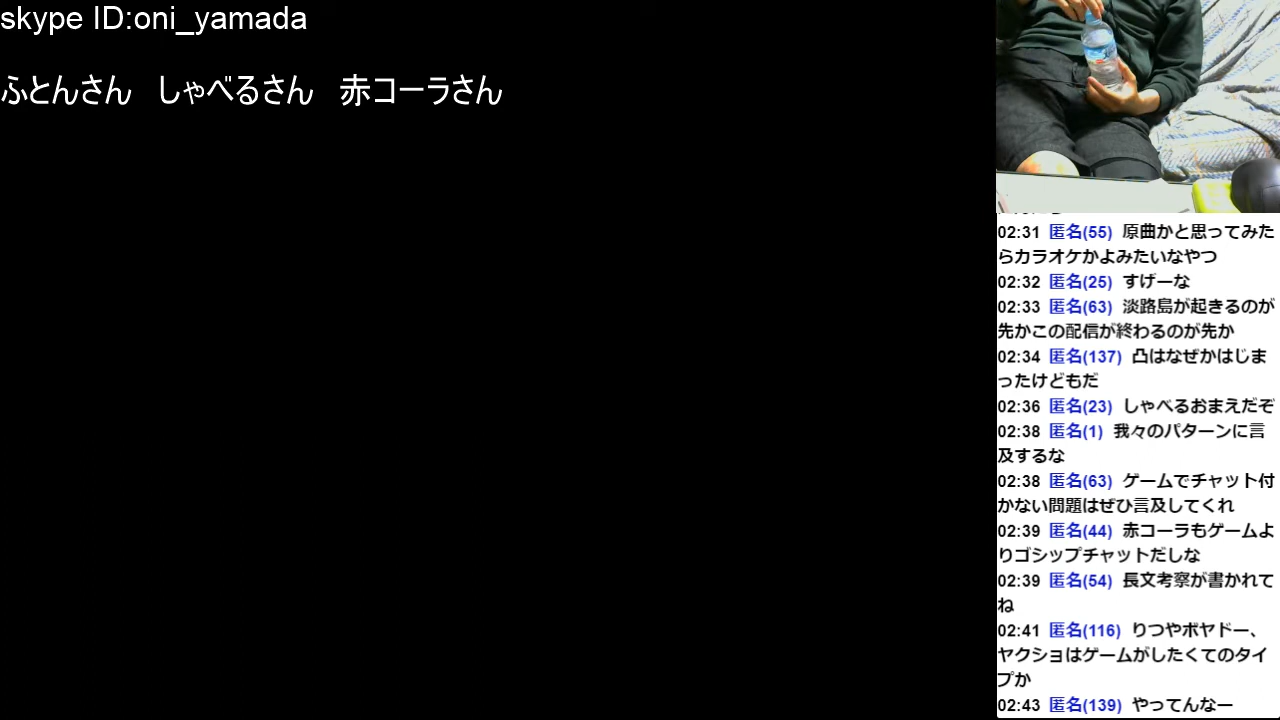 skype ID:oni_yamada
ふとんさん　しゃべるさん　赤コーラさん
02:31 匿名(55) 原曲かと思ってみた
らカラオケかよみたいなやつ
02:32 匿名(25) すげーな
02:33 匿名(63) 淡路島が起きるのが
先かこの配信が終わるのが先か
02:34 匿名(137) 凸はなぜかはじま
ったけどもだ
02:36 匿名(23) しゃべるおまえだぞ
02:38 匿名(1) 我々のパターンに言
及するな
02:38 匿名(63) ゲームでチャット付
かない問題はぜひ言及してくれ
02:39 匿名(44) 赤コーラもゲームよ
りゴシップチャットだしな
02:39 匿名(54) 長文考察が書かれて
ね
02:41 匿名(116) りつやボヤドー、
ヤクショはゲームがしたくてのタイ
プか
02:43 匿名(139) やってんなー